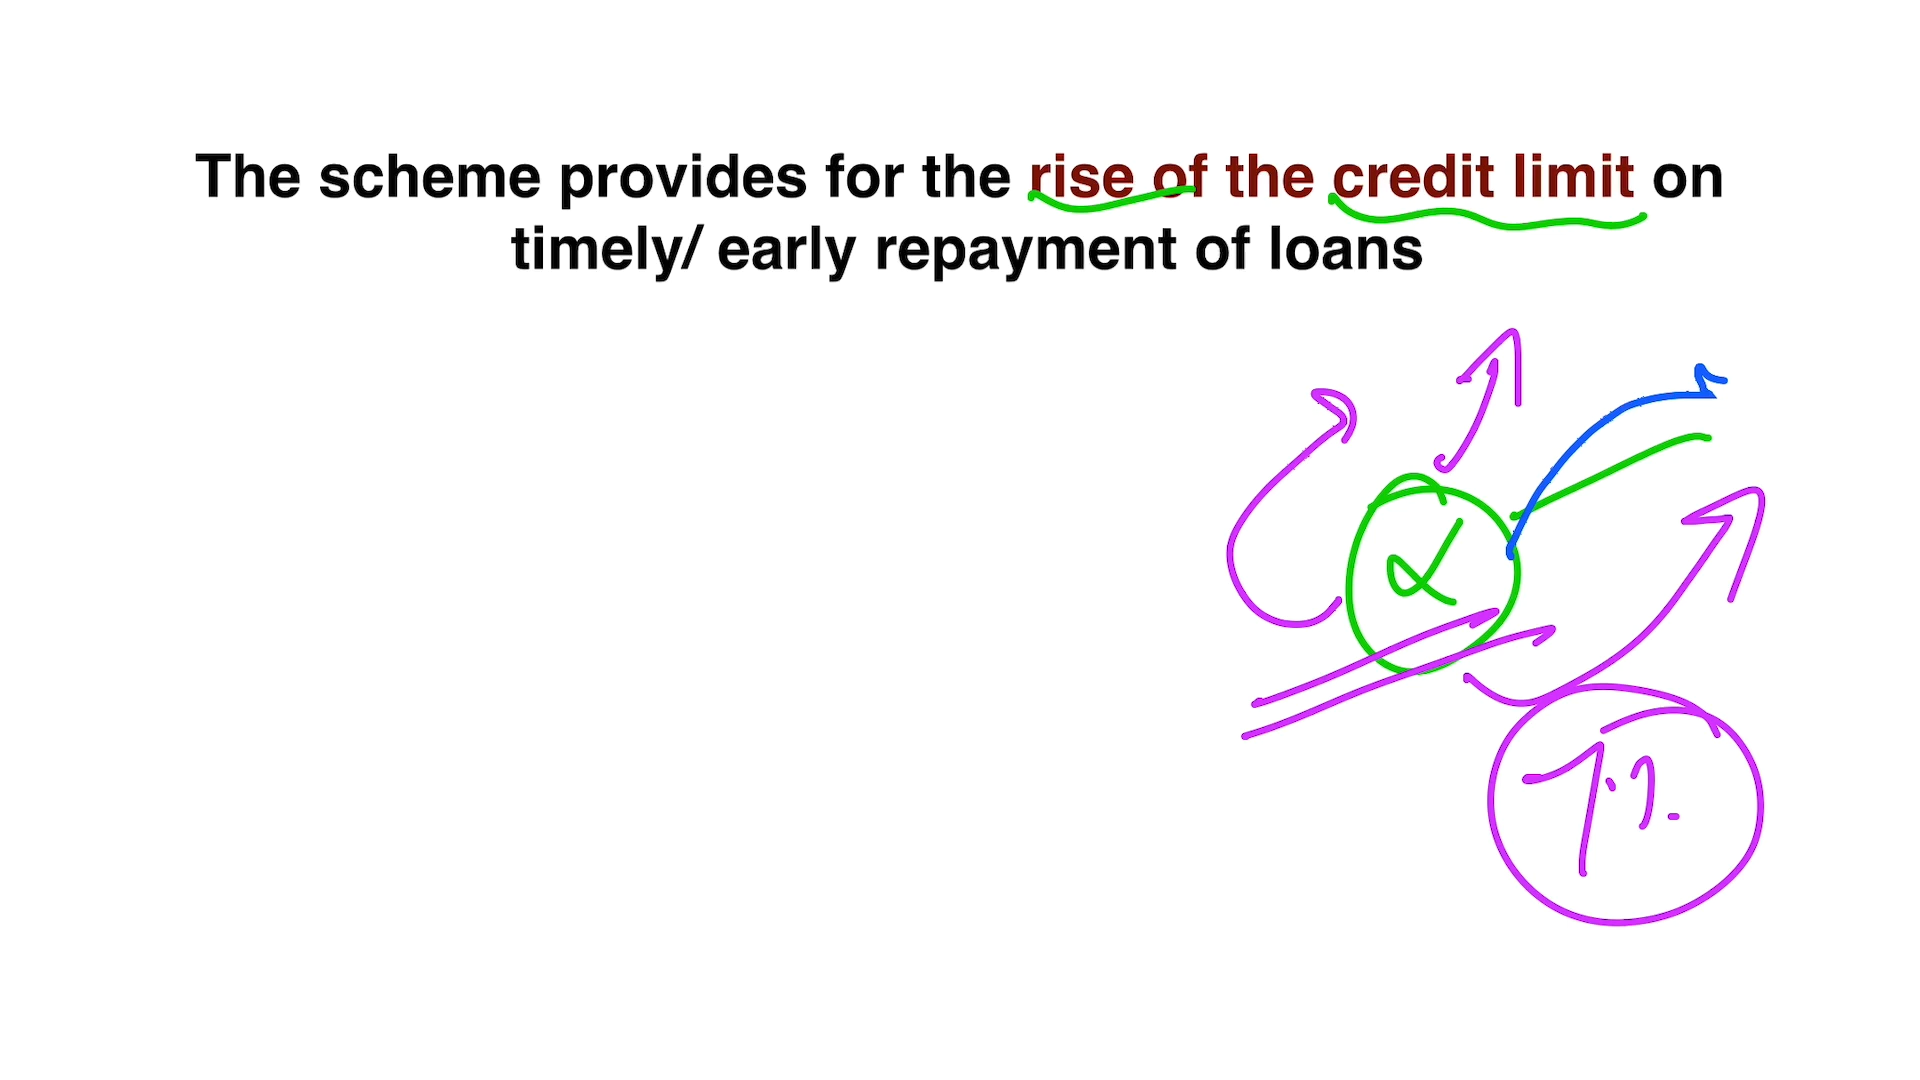 The scheme provides for the rise of the credit limit on
timely/ early repayment of loans
α